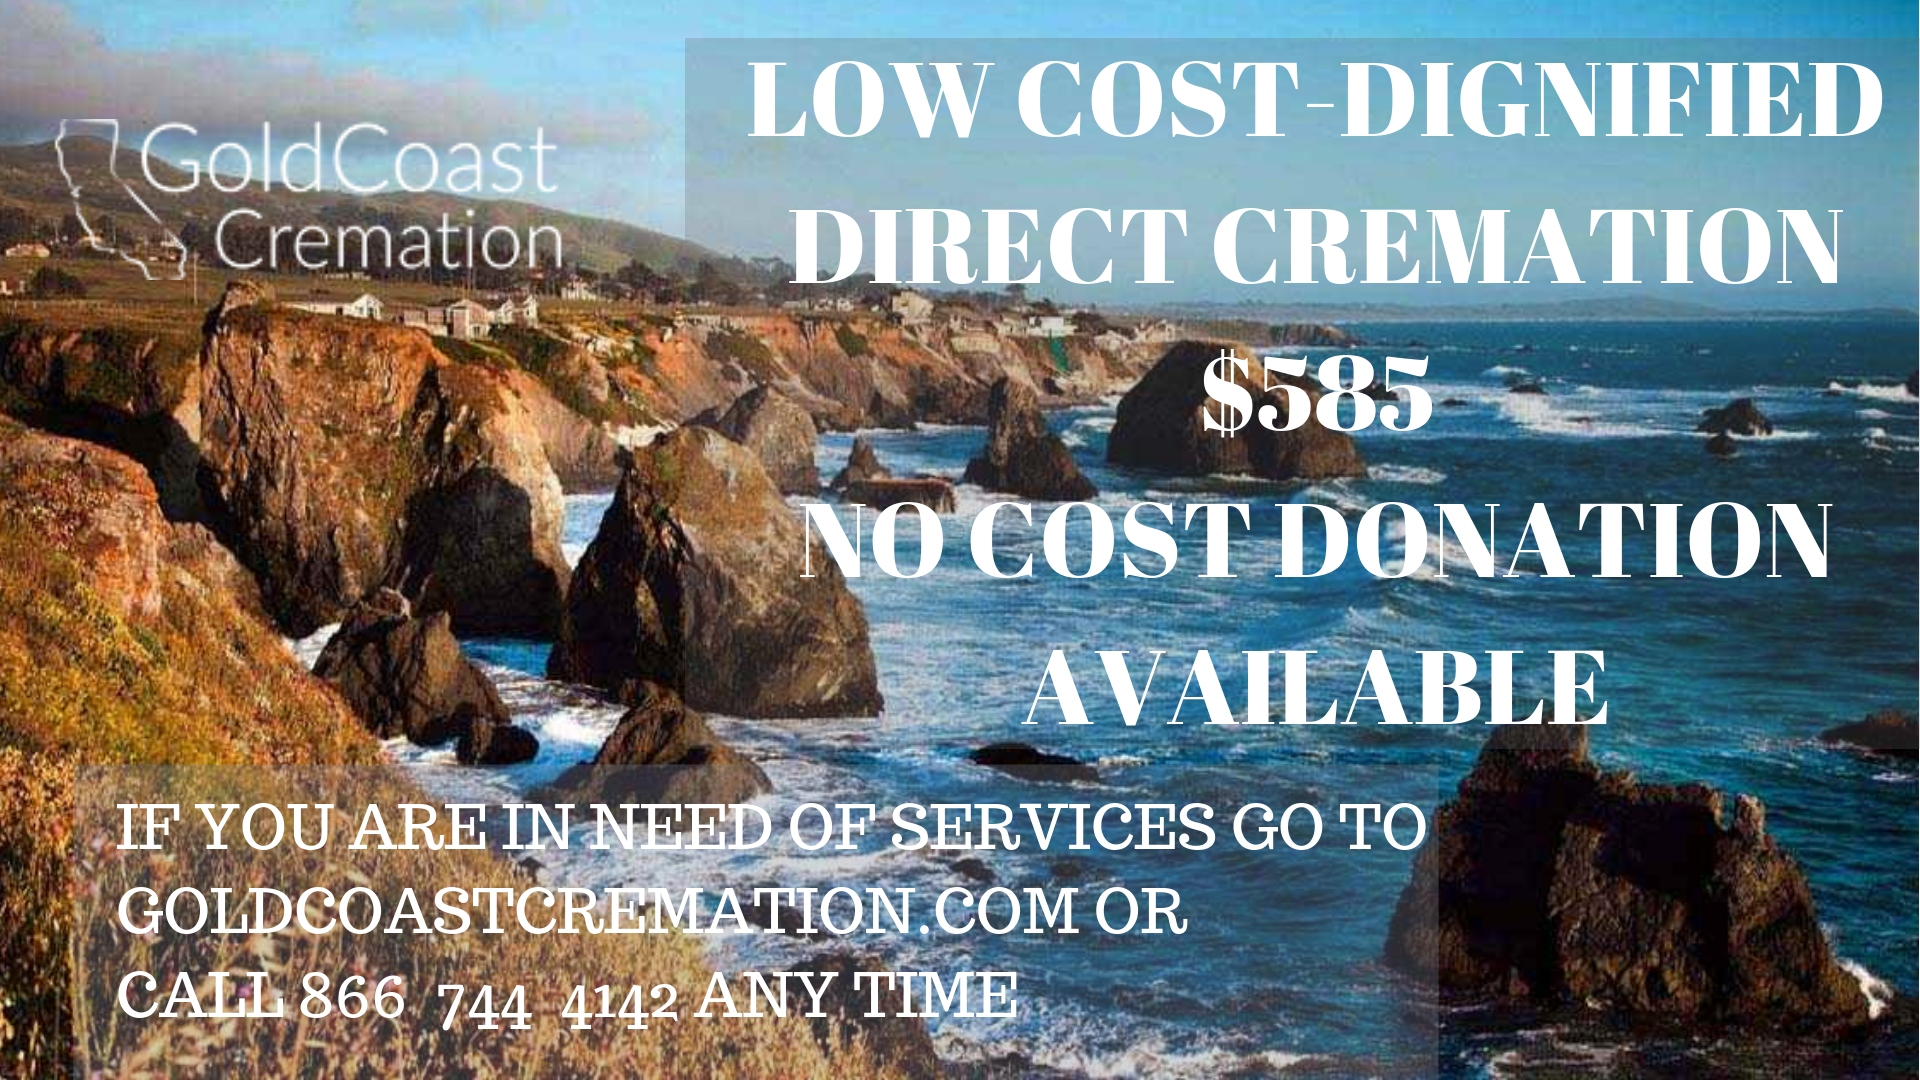 GoldCoast
Cremation
LOW COST-DIGNIFIED
DIRECT CREMATION
$585
NO COST DONATION
AVAILABLE
IF YOU ARE IN NEED OF SERVICES GO TO
GOLDCOASTCREMATION.COM OR
CALL 866 744 4142 ANY TIME